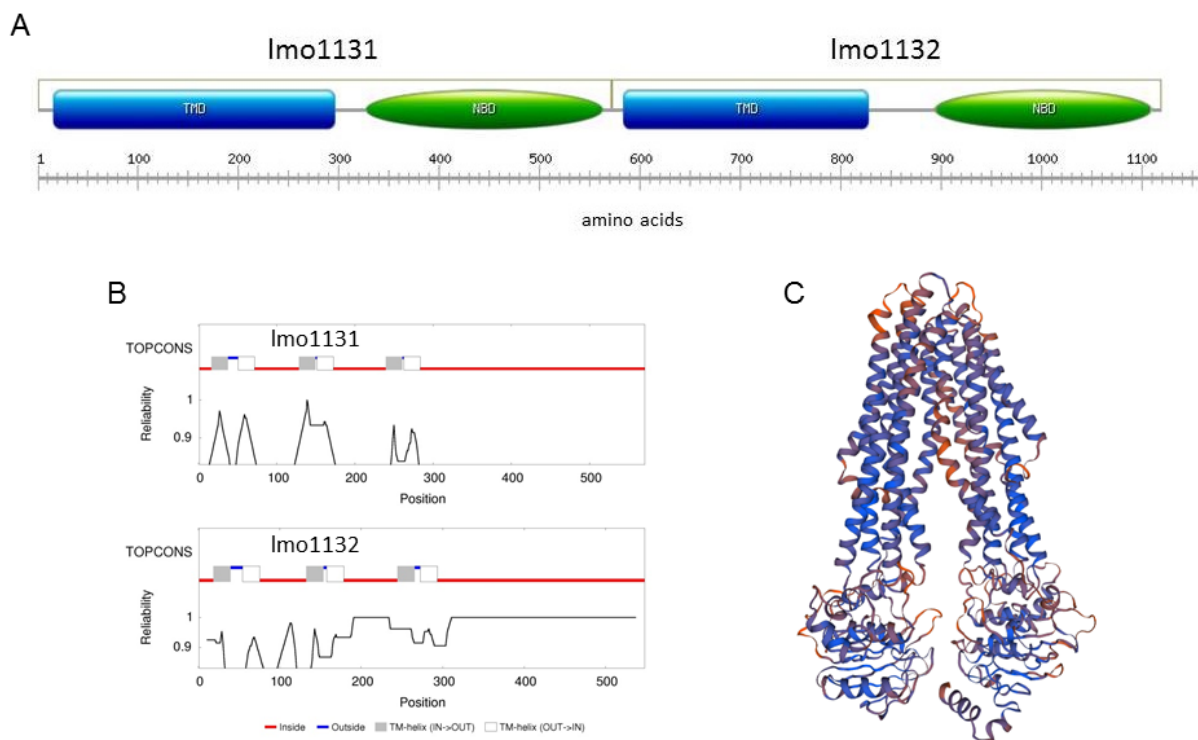 A
lmo1131 lmo1132
TMD NBD TMD NBD
1 100 200 300 400 500 600 700 800 900 1000 1100
amino acids
B
C
lmo1131
TOPCONS
Reliability
1
0.9
0 100 200 300 400 500
Position
lmo1132
TOPCONS
Reliability
1
0.9
0 100 200 300 400 500
Position
Inside Outside TM-helix (IN->OUT) TM-helix (OUT->IN)